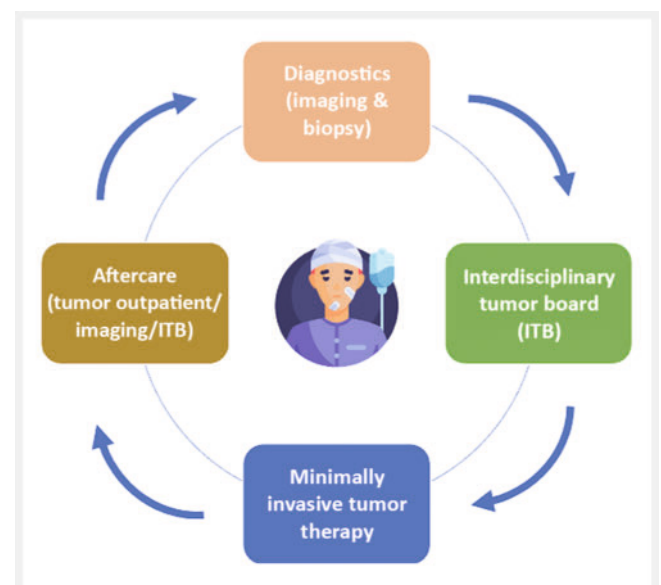 Diagnostics
(imaging &
biopsy)
Interdisciplinary
tumor board
(ITB)
Minimally
invasive tumor
therapy
Aftercare
(tumor outpatient/
imaging/ITB)